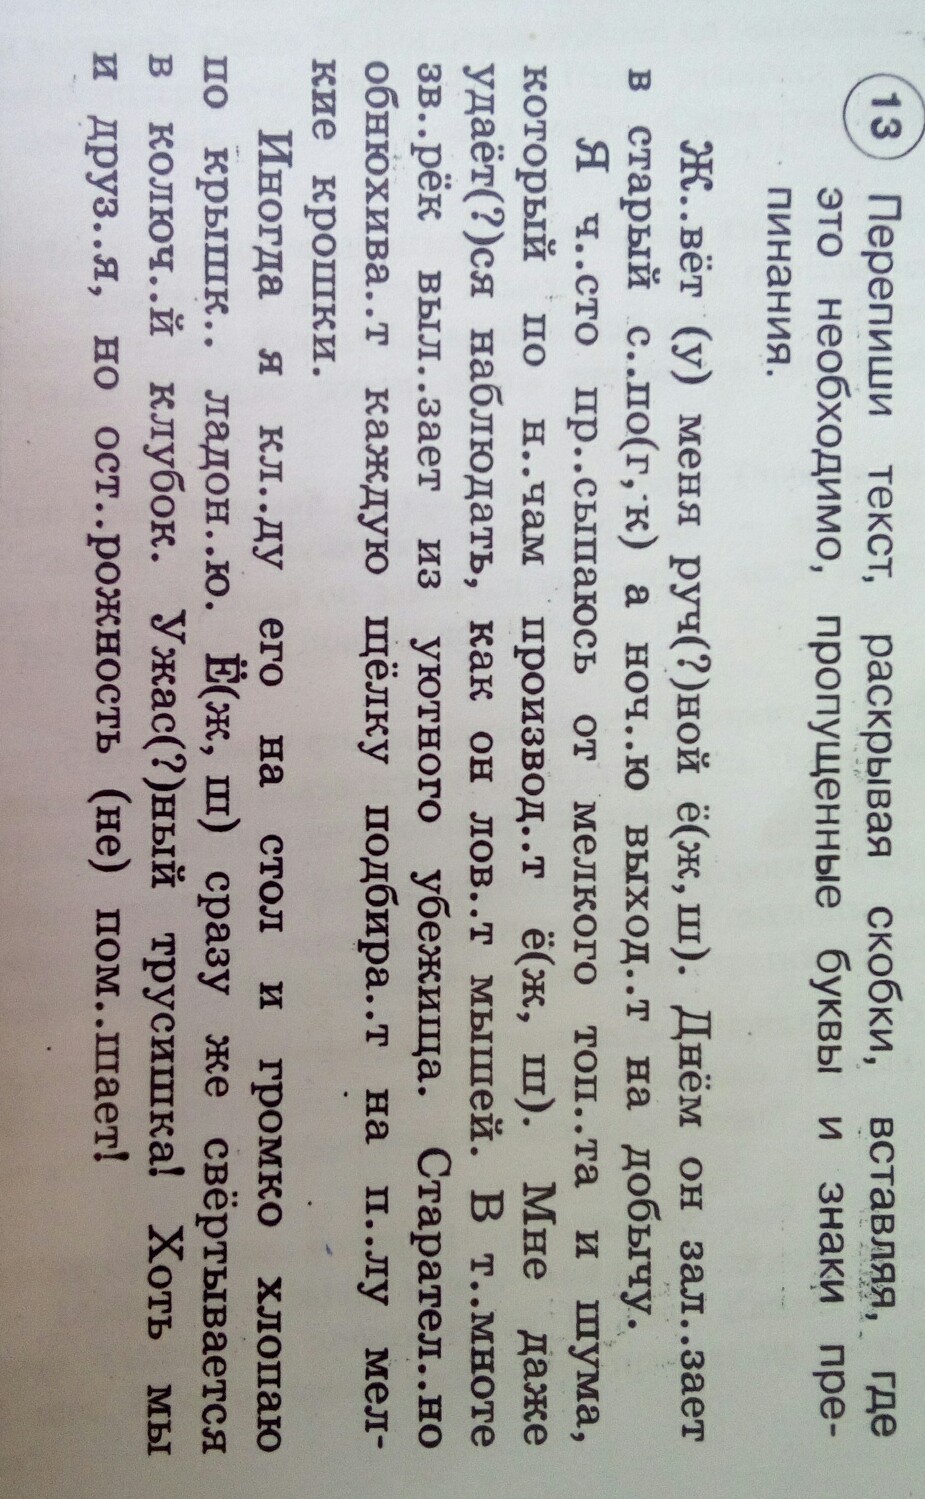 13 Перепиши текст, раскрывая скобки, вставляя, где
это необходимо, пропущенные буквы и знаки пре-
пинания.
Ж..вёт (у) меня руч(?)ной ё(ж,ш). Днём он зал..зает
в старый с..по(г,к) а ноч..ю выход..т на добычу.
Я ч..сто пр..сыпаюсь от мелкого топ..та и шума,
который по н..чам производ..т ё(ж, ш). Мне даже
удаёт(?)ся наблюдать, как он лов..т мышей. В т..мноте
зв..рёк выл..зает из уютного убежища. Старател..но
обнюхива..т каждую щёлку подбира..т на п..лу мел-
кие крошки.
Иногда я кл..ду его на стол и громко хлопаю
по крышк.. ладон..ю. Ё(ж, ш) сразу же свёртывается
в колюч..й клубок. Ужас(?)ный трусишка! Хоть мы
и друз..я, но ост..рожность (не) пом..шает!